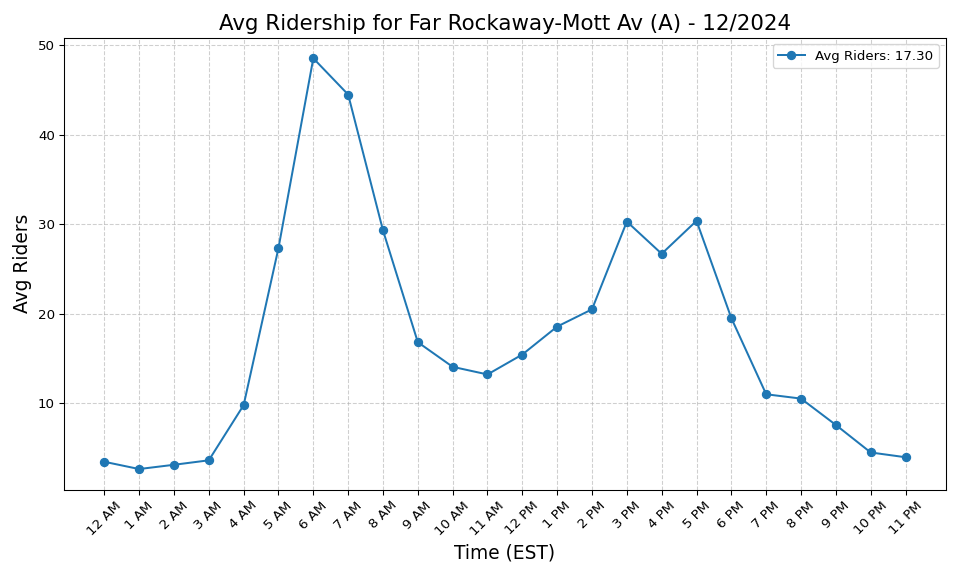 Avg Ridership for Far Rockaway-Mott Av (A) - 12/2024
Avg Riders: 17.30
Avg Riders
50
40
30
20
10
12 AM
1 AM
2 AM
3 AM
4 AM
5 AM
6 AM
7 AM
8 AM
9 AM
10 AM
11 AM
12 PM
1 PM
2 PM
3 PM
4 PM
5 PM
6 PM
7 PM
8 PM
9 PM
10 PM
11 PM
Time (EST)